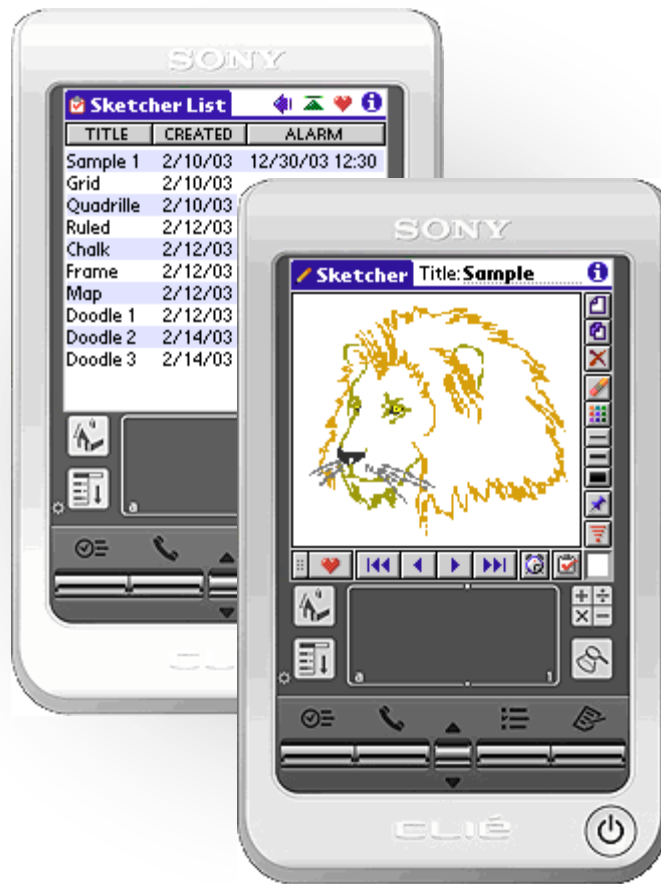 SONY
Sketcher List
TITLE CREATED ALARM
Sample 1 2/10/03 12/30/03 12:30
Grid 2/10/03
Quadrille 2/10/03
Ruled 2/12/03
Chalk 2/12/03
Frame 2/12/03
Map 2/12/03
Doodle 1 2/12/03
Doodle 2 2/14/03
Doodle 3 2/14/03
a
SONY
Sketcher Title: Sample
a 1
CLIÉ